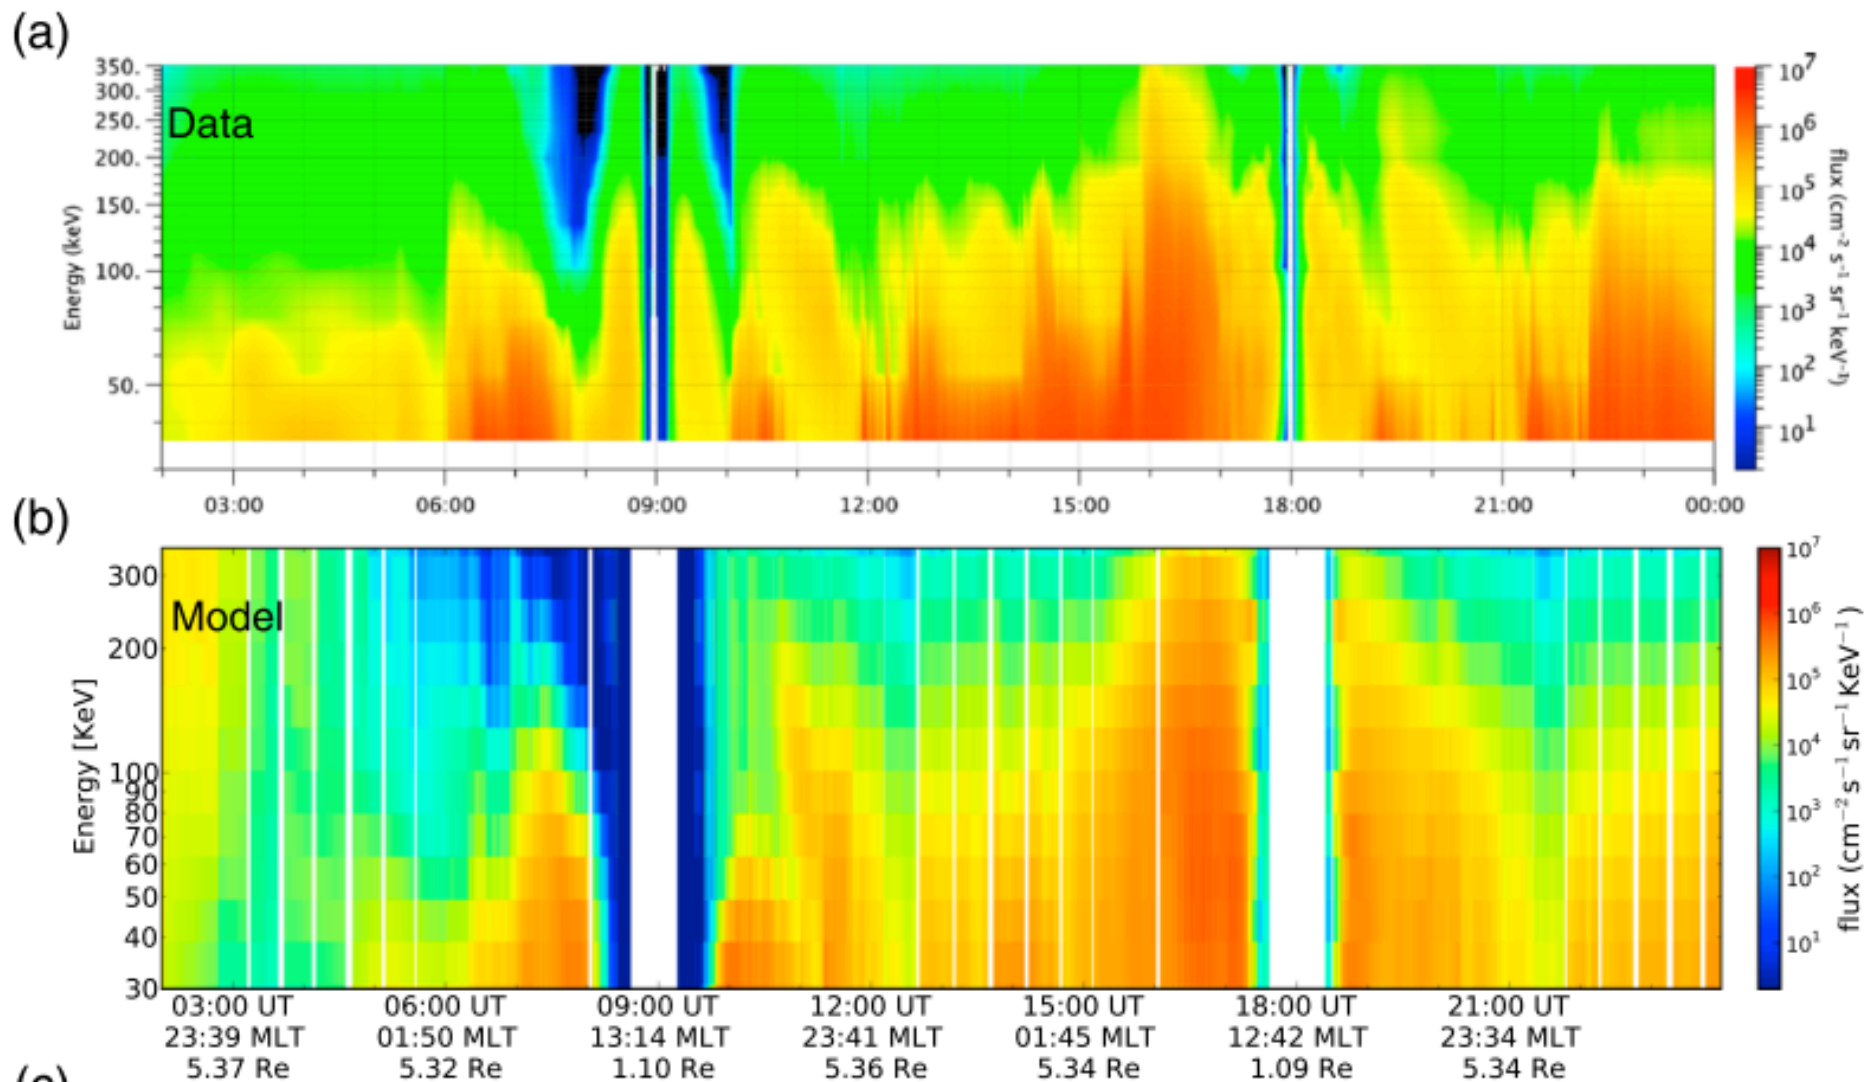 (a)
350.
300.
250.
200.
150.
100.
50.
Energy (keV)
Data
10⁷
10⁶
10⁵
10⁴
10³
10²
10¹
flux (cm⁻² s⁻¹ sr⁻¹ keV⁻¹)
03:00 06:00 09:00 12:00 15:00 18:00 21:00 00:00
(b)
300
200
100
90
80
70
60
50
40
30
Energy [KeV]
Model
10⁷
10⁶
10⁵
10⁴
10³
10²
10¹
flux (cm⁻² s⁻¹ sr⁻¹ KeV⁻¹)
03:00 UT 06:00 UT 09:00 UT 12:00 UT 15:00 UT 18:00 UT 21:00 UT
23:39 MLT 01:50 MLT 13:14 MLT 23:41 MLT 01:45 MLT 12:42 MLT 23:34 MLT
5.37 Re 5.32 Re 1.10 Re 5.36 Re 5.34 Re 1.09 Re 5.34 Re